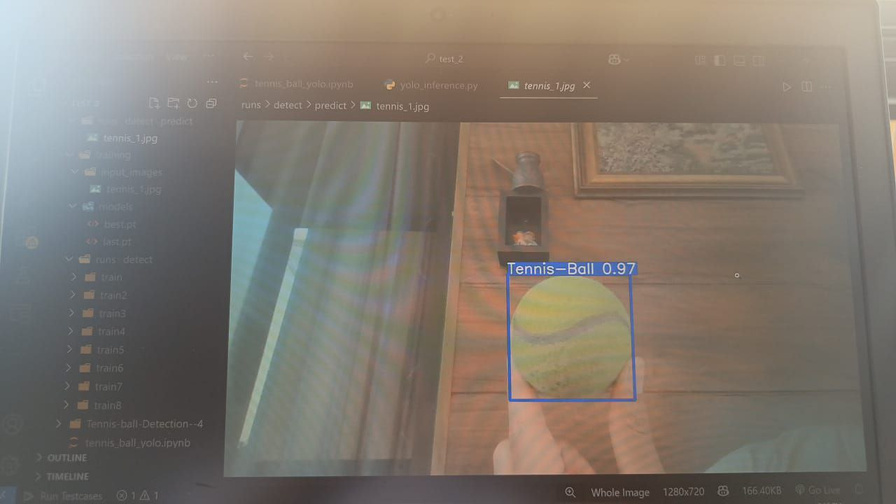 test_2
tennis_ball_yolo.ipynb
yolo_inference.py
tennis_1.jpg
runs > detect > predict > tennis_1.jpg
tennis_1.jpg
training
input_images
tennis_1.jpg
models
best.pt
last.pt
runs detect
train
train2
train3
train4
train5
train6
train7
train8
Tennis-ball-Detection--4
tennis_ball_yolo.ipynb
OUTLINE
TIMELINE
Tennis-Ball 0.97
Run Testcases
1
1
Whole Image
1280x720
166.40KB
Go Live